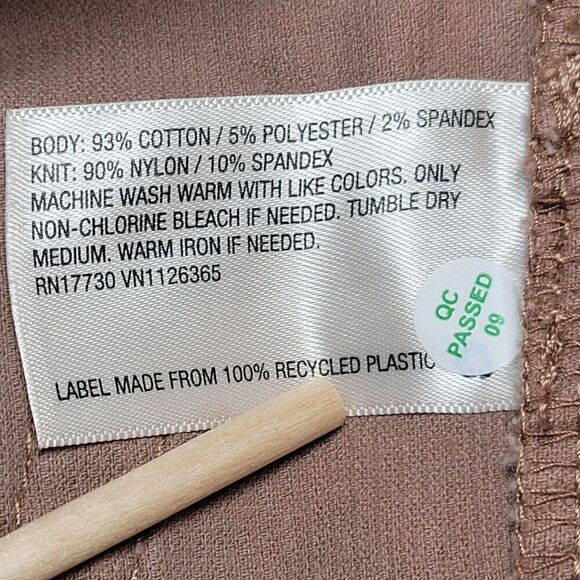 BODY: 93% COTTON / 5% POLYESTER / 2% SPANDEX
KNIT: 90% NYLON / 10% SPANDEX
MACHINE WASH WARM WITH LIKE COLORS. ONLY
NON-CHLORINE BLEACH IF NEEDED. TUMBLE DRY
MEDIUM. WARM IRON IF NEEDED.
RN17730 VN1126365
QC
PASSED
09
LABEL MADE FROM 100% RECYCLED PLASTIC